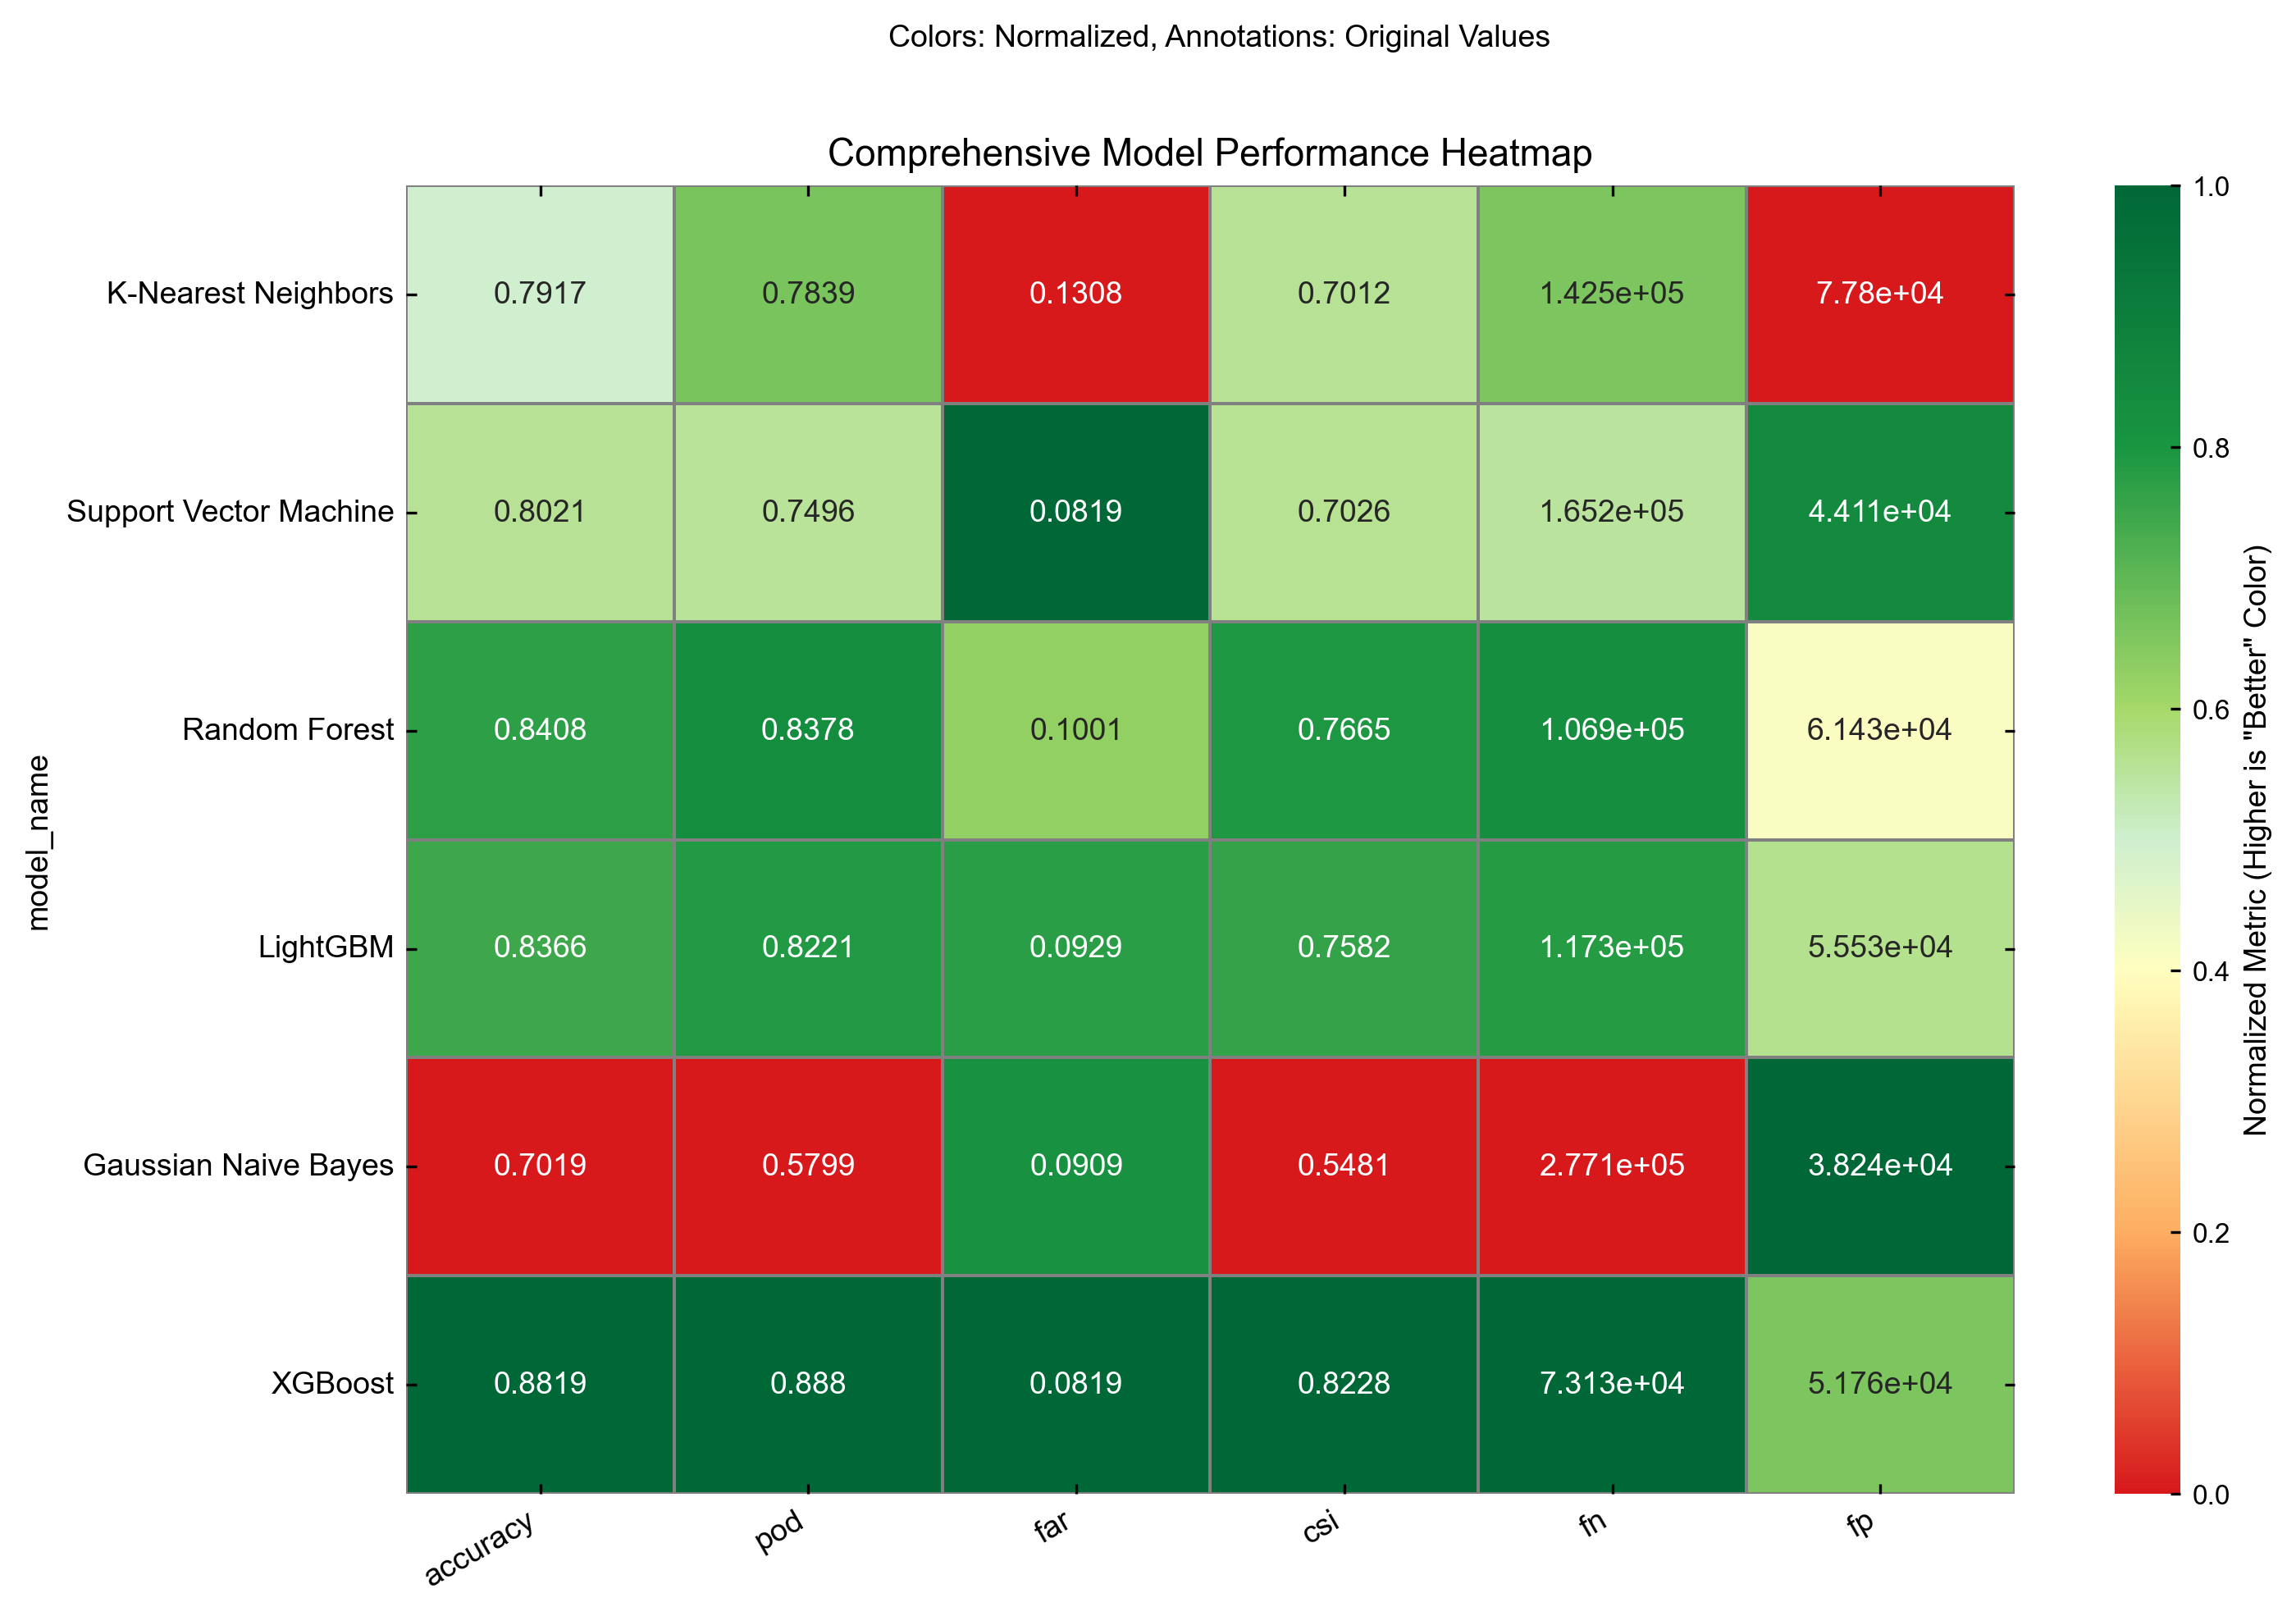 Colors: Normalized, Annotations: Original Values
Comprehensive Model Performance Heatmap
K-Nearest Neighbors 0.7917 0.7839 0.1308 0.7012 1.425e+05 7.78e+04
Support Vector Machine 0.8021 0.7496 0.0819 0.7026 1.652e+05 4.411e+04
Random Forest 0.8408 0.8378 0.1001 0.7665 1.069e+05 6.143e+04
LightGBM 0.8366 0.8221 0.0929 0.7582 1.173e+05 5.553e+04
Gaussian Naive Bayes 0.7019 0.5799 0.0909 0.5481 2.771e+05 3.824e+04
XGBoost 0.8819 0.888 0.0819 0.8228 7.313e+04 5.176e+04
accuracy pod far csi fn fp
model_name
1.0
0.8
0.6
0.4
0.2
0.0
Normalized Metric (Higher is "Better" Color)